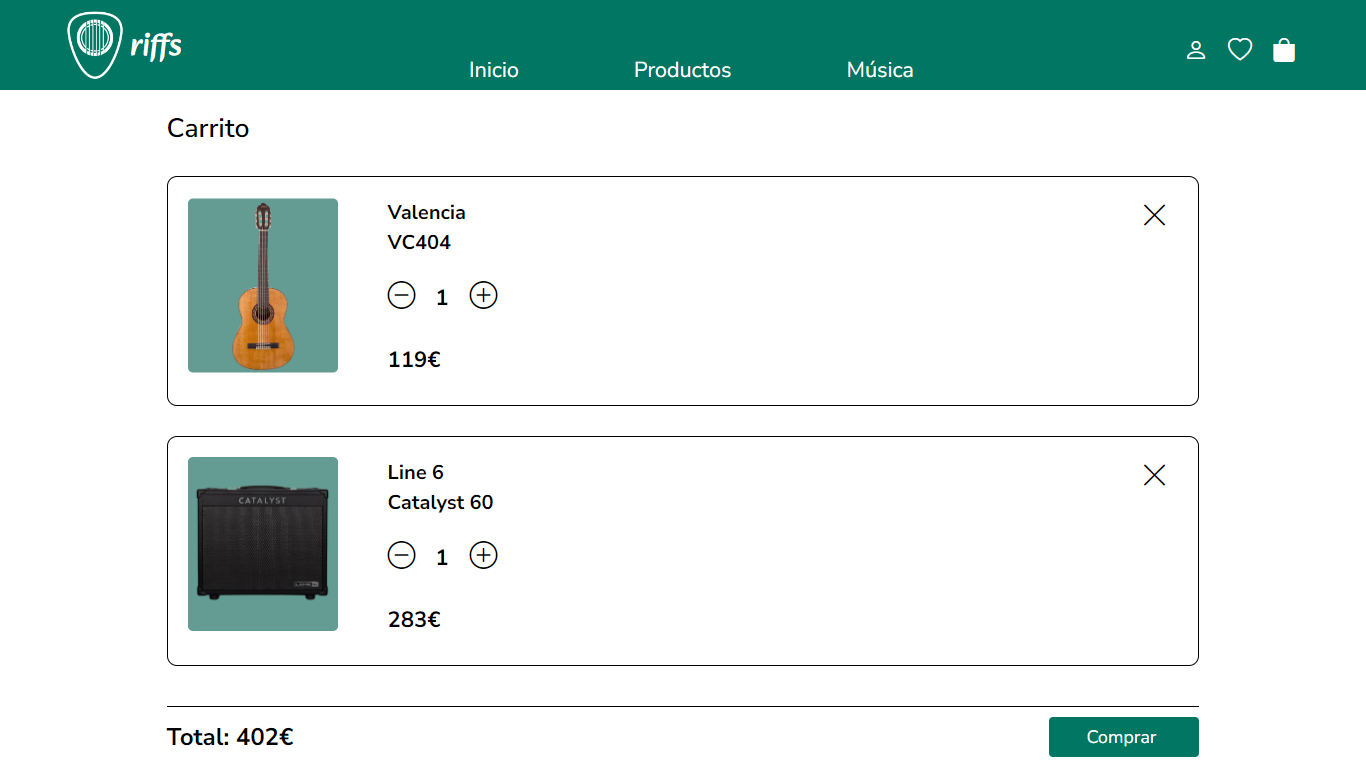 riffs
Inicio
Productos
Música
Carrito
Valencia
VC404
1
119€
CATALYST
Line 6
Catalyst 60
1
283€
Total: 402€
Comprar